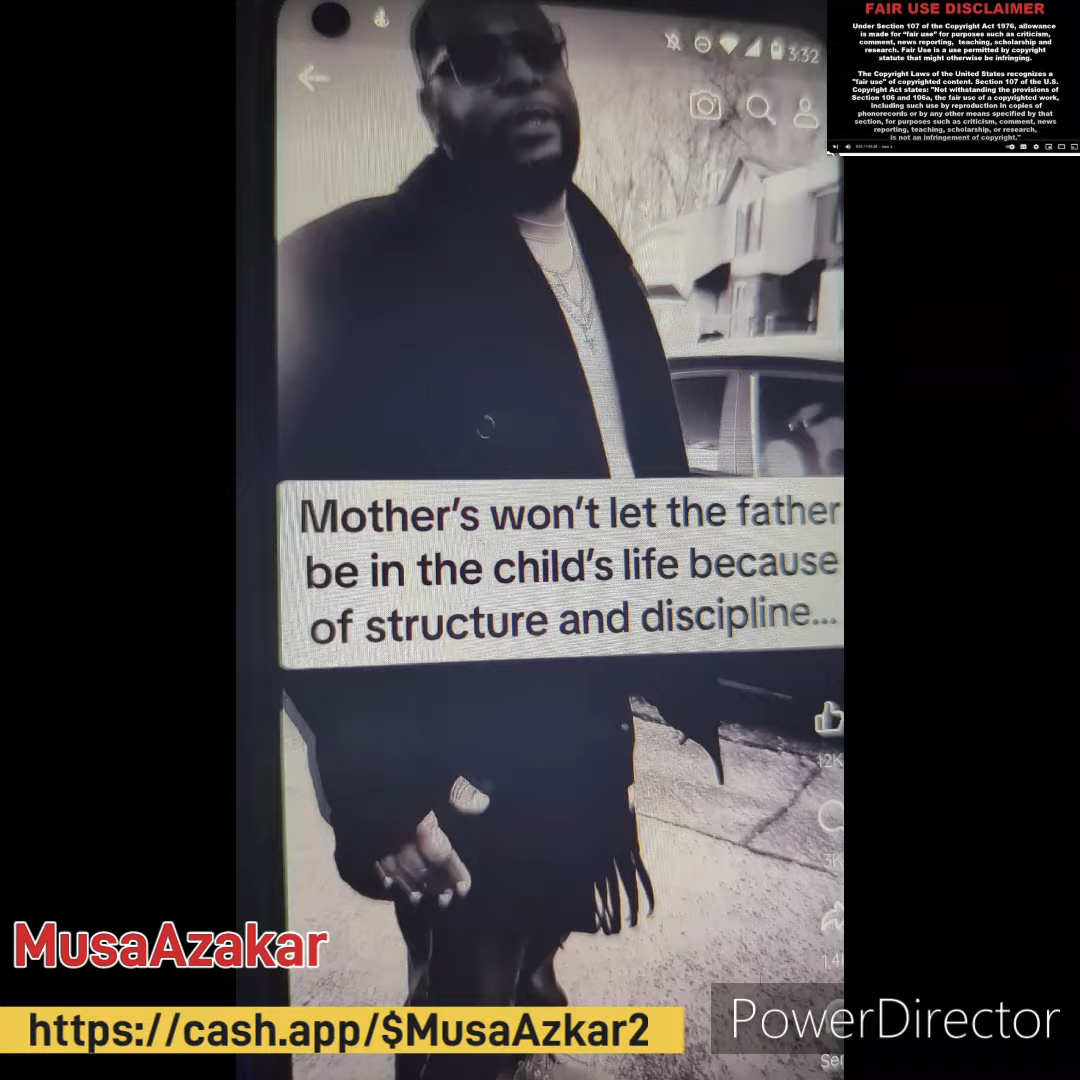 FAIR USE DISCLAIMER
Under Section 107 of the Copyright Act 1976, allowance
is made for "fair use" for purposes such as criticism,
comment, news reporting, teaching, scholarship and
research. Fair Use is a use permitted by copyright
statute that might otherwise be infringing.
The Copyright Laws of the United States recognizes a
"fair use" of copyrighted content. Section 107 of the U.S.
Copyright Act states: "Not withstanding the provisions of
Section 106 and 106a, the fair use of a copyrighted work,
including such use by reproduction in copies of
phonorecords or by any other means specified by that
section, for purposes such as criticism, comment, news
reporting, teaching, scholarship, or research,
is not an infringement of copyright."
3:32
Mother's won't let the father
be in the child's life because
of structure and discipline...
12K
3K
1.4
MusaAzakar
https://cash.app/$MusaAzkar2
PowerDirector